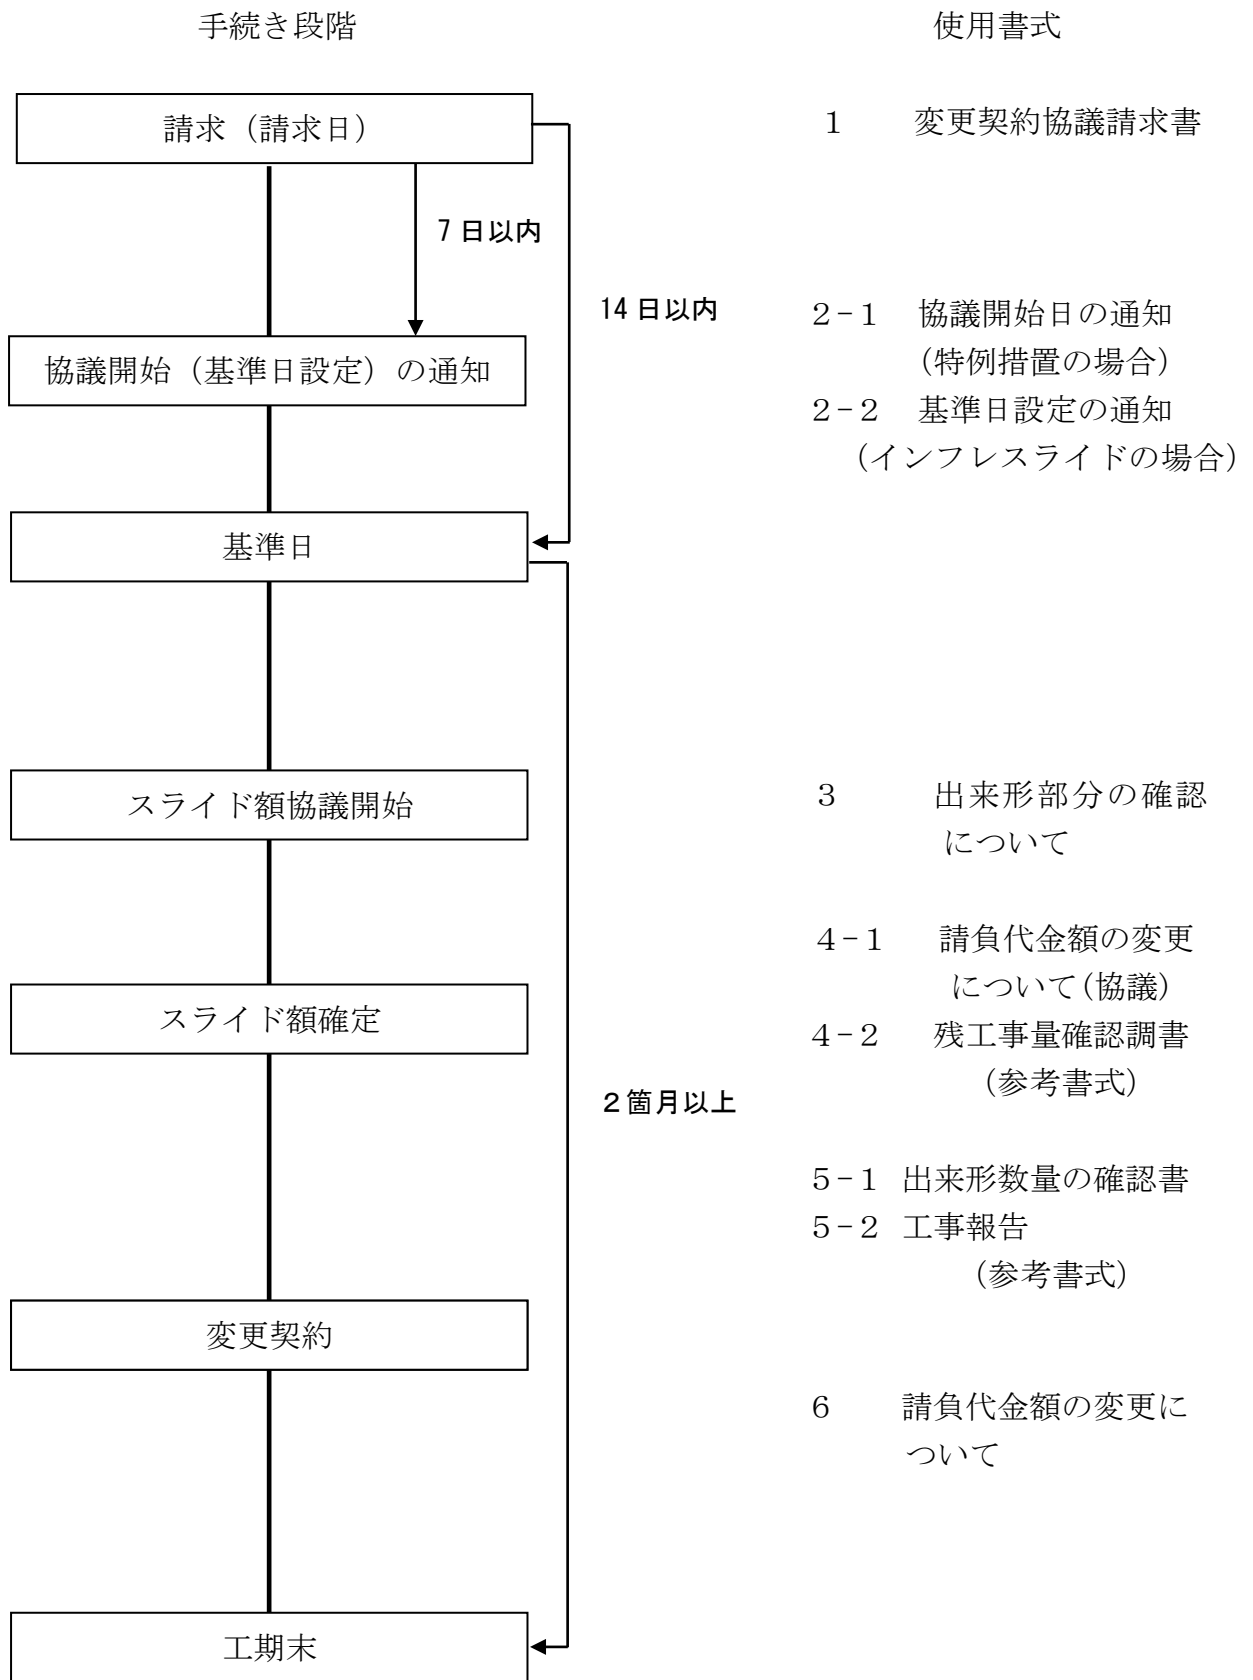 手続き段階
使用書式
請求（請求日）
１　変更契約協議請求書
7日以内
14日以内
２－１　協議開始日の通知
（特例措置の場合）
協議開始（基準日設定）の通知
２－２　基準日設定の通知
（インフレスライドの場合）
基準日
スライド額協議開始
３　出来形部分の確認
について
４－１　請負代金額の変更
について（協議）
スライド額確定
４－２　残工事量確認調書
（参考書式）
２箇月以上
５－１　出来形数量の確認書
５－２　工事報告
（参考書式）
変更契約
６　請負代金額の変更に
ついて
工期末